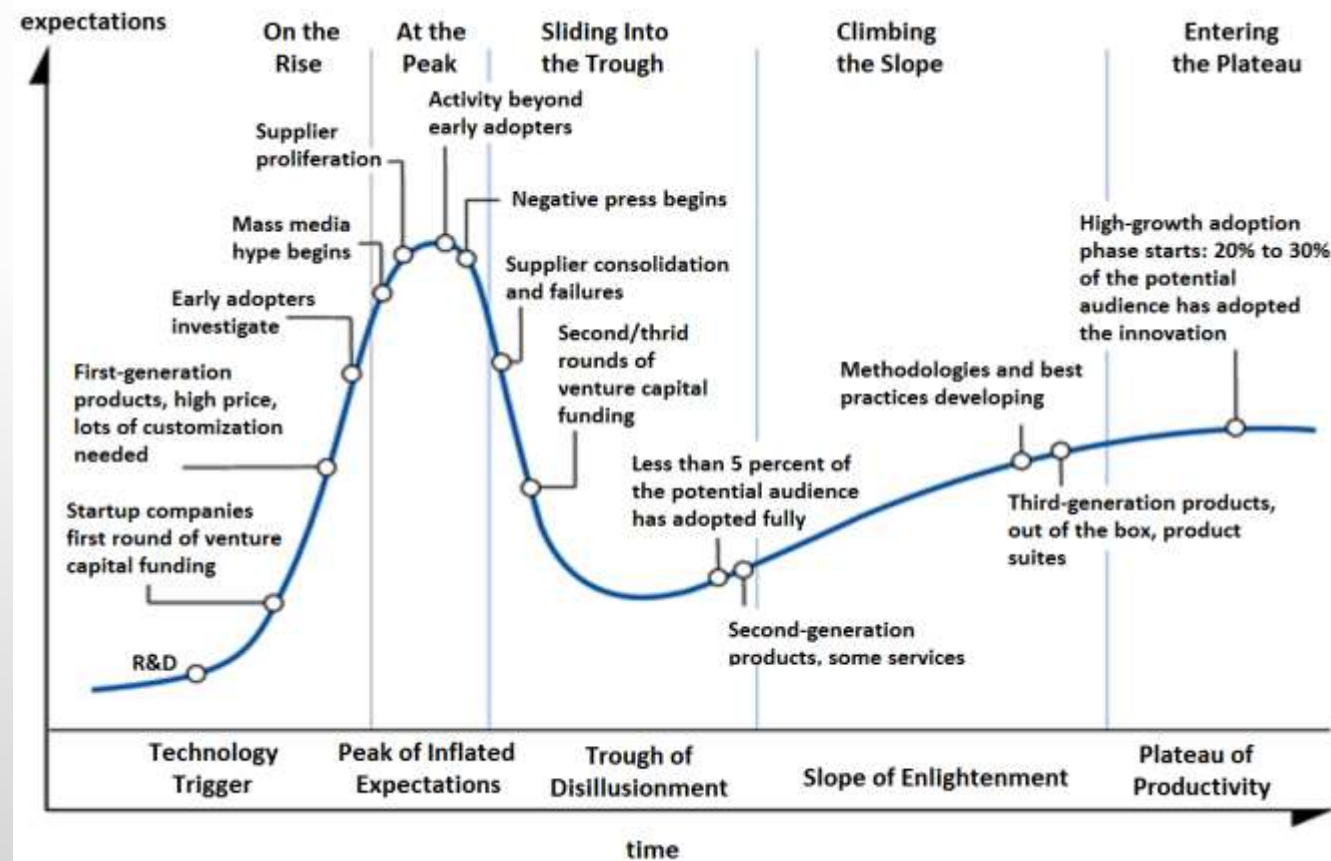 expectations
On the
Rise
At the
Peak
Sliding Into
the Trough
Climbing
the Slope
Entering
the Plateau
Activity beyond
early adopters
Supplier
proliferation
Negative press begins
Mass media
hype begins
Supplier consolidation
and failures
Early adopters
investigate
Second/thrid
rounds of
venture capital
funding
First-generation
products, high price,
lots of customization
needed
Startup companies
first round of venture
capital funding
R&D
Less than 5 percent of
the potential audience
has adopted fully
Second-generation
products, some services
Methodologies and best
practices developing
Third-generation products,
out of the box, product
suites
High-growth adoption
phase starts: 20% to 30%
of the potential
audience has adopted
the innovation
Technology
Trigger
Peak of Inflated
Expectations
Trough of
Disillusionment
Slope of Enlightenment
Plateau of
Productivity
time